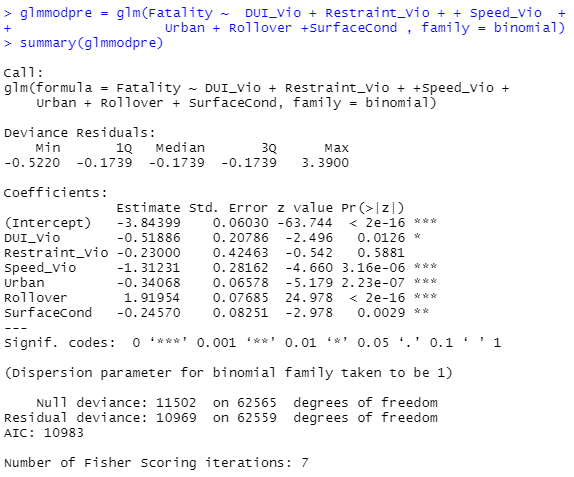 > glmmodpre = glm(Fatality ~  DUI_Vio + Restraint_Vio + + Speed_Vio  +
+                  Urban + Rollover +SurfaceCond , family = binomial)
> summary(glmmodpre)

Call:
glm(formula = Fatality ~ DUI_Vio + Restraint_Vio + +Speed_Vio +
    Urban + Rollover + SurfaceCond, family = binomial)

Deviance Residuals:
    Min       1Q   Median       3Q      Max
-0.5220  -0.1739  -0.1739  -0.1739   3.3900

Coefficients:
              Estimate Std. Error z value Pr(>|z|)
(Intercept)   -3.84399    0.06030 -63.744  < 2e-16 ***
DUI_Vio       -0.51886    0.20786  -2.496   0.0126 *
Restraint_Vio -0.23000    0.42463  -0.542   0.5881
Speed_Vio     -1.31231    0.28162  -4.660 3.16e-06 ***
Urban         -0.34068    0.06578  -5.179 2.23e-07 ***
Rollover       1.91954    0.07685  24.978  < 2e-16 ***
SurfaceCond   -0.24570    0.08251  -2.978   0.0029 **
---
Signif. codes:  0 ‘***’ 0.001 ‘**’ 0.01 ‘*’ 0.05 ‘.’ 0.1 ‘ ’ 1

(Dispersion parameter for binomial family taken to be 1)

    Null deviance: 11502  on 62565  degrees of freedom
Residual deviance: 10969  on 62559  degrees of freedom
AIC: 10983

Number of Fisher Scoring iterations: 7